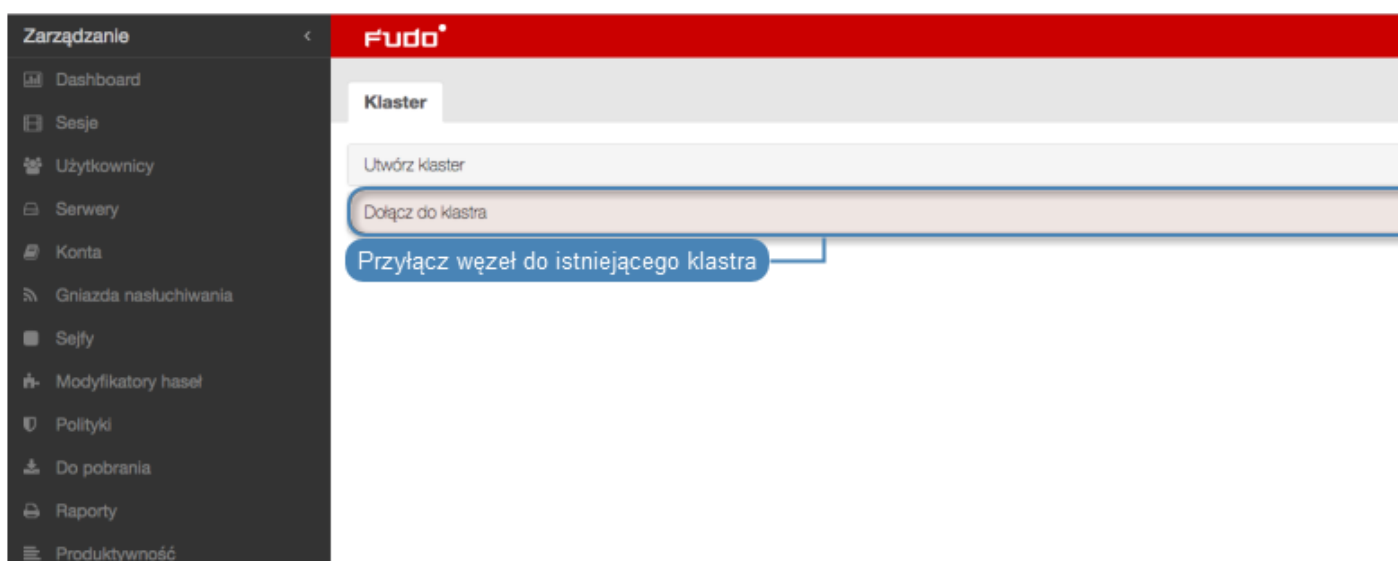 Zarządzanie
Fudo
Dashboard
Klaster
Sesje
Użytkownicy
Utwórz klaster
Serwery
Dołącz do klastra
Konta
Przyłącz węzeł do istniejącego klastra
Gniazda nasłuchiwania
Sejfy
Modyfikatory haseł
Polityki
Do pobrania
Raporty
Produktywność